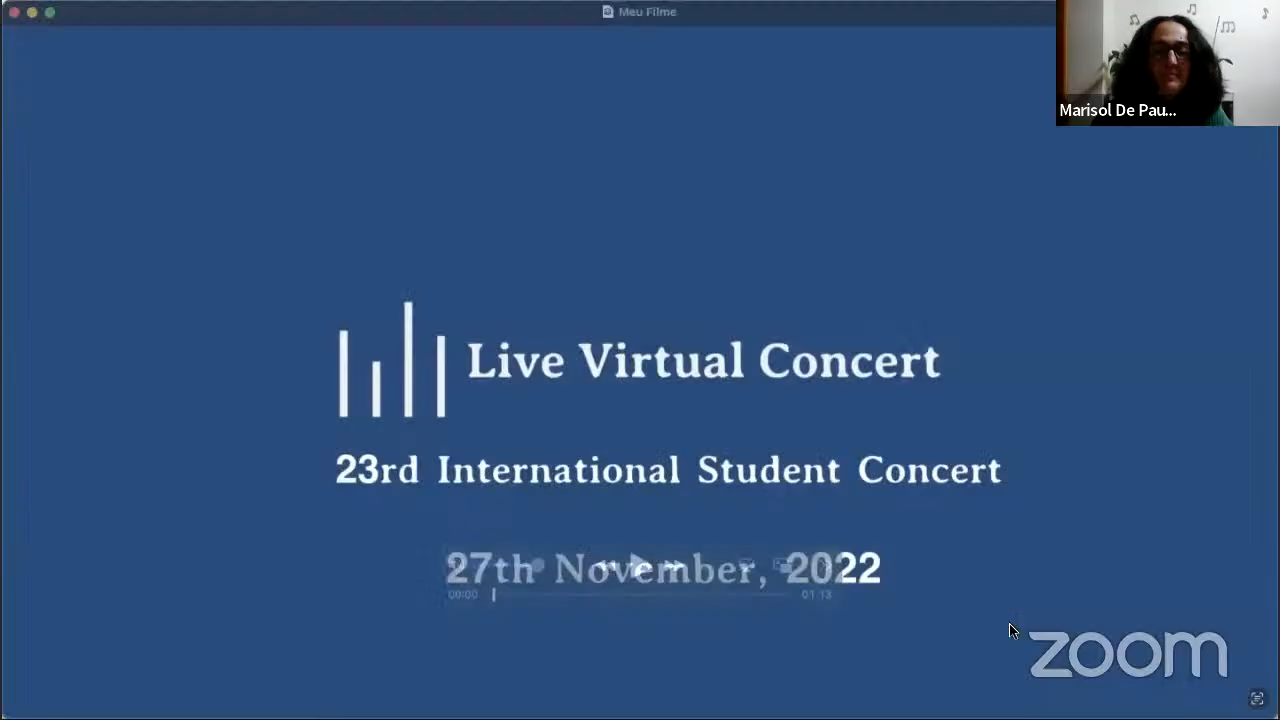 Meu Filme
Marisol De Pau...
Live Virtual Concert
23rd International Student Concert
27th November, 2022
00:00
01:13
zoom